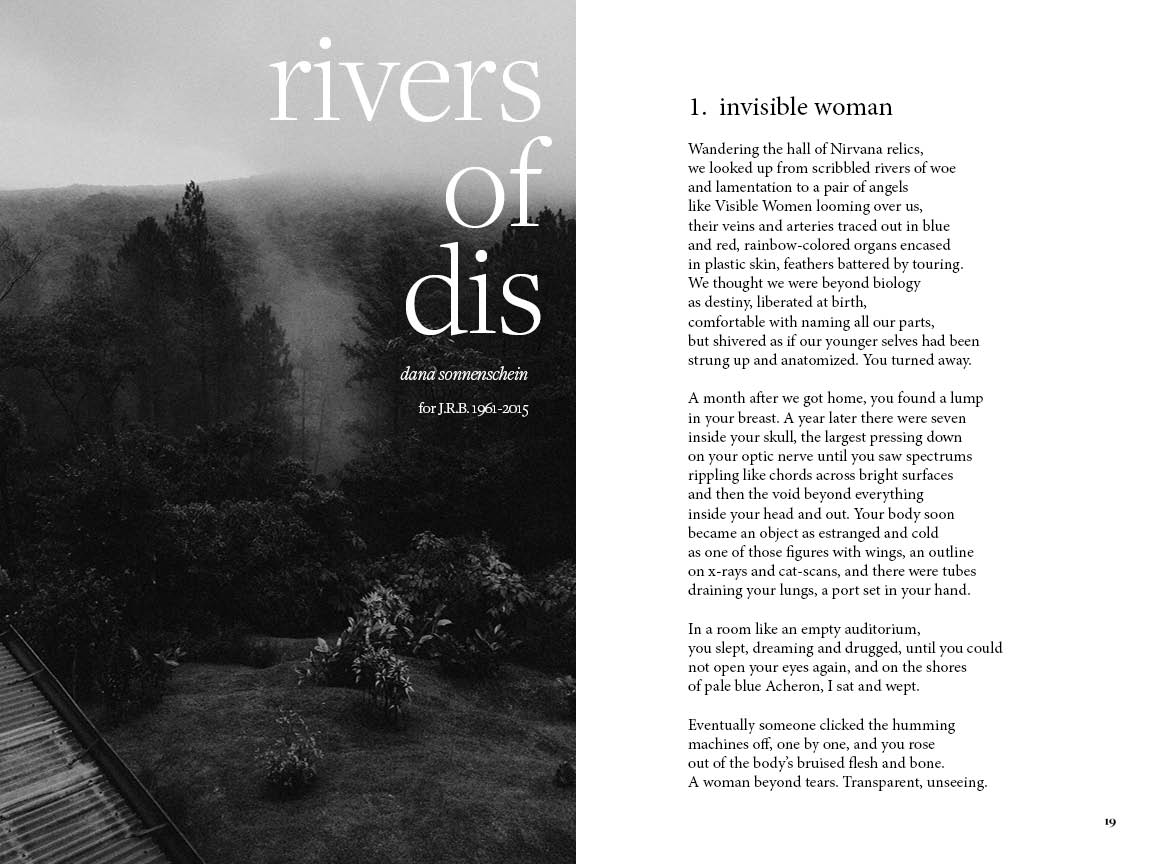 rivers
of
dis
dana sonnenschein
for J.R.B. 1961-2015
1. invisible woman
Wandering the hall of Nirvana relics,
we looked up from scribbled rivers of woe
and lamentation to a pair of angels
like Visible Women looming over us,
their veins and arteries traced out in blue
and red, rainbow-colored organs encased
in plastic skin, feathers battered by touring.
We thought we were beyond biology
as destiny, liberated at birth,
comfortable with naming all our parts,
but shivered as if our younger selves had been
strung up and anatomized. You turned away.
A month after we got home, you found a lump
in your breast. A year later there were seven
inside your skull, the largest pressing down
on your optic nerve until you saw spectrums
rippling like chords across bright surfaces
and then the void beyond everything
inside your head and out. Your body soon
became an object as estranged and cold
as one of those figures with wings, an outline
on x-rays and cat-scans, and there were tubes
draining your lungs, a port set in your hand.
In a room like an empty auditorium,
you slept, dreaming and drugged, until you could
not open your eyes again, and on the shores
of pale blue Acheron, I sat and wept.
Eventually someone clicked the humming
machines off, one by one, and you rose
out of the body's bruised flesh and bone.
A woman beyond tears. Transparent, unseeing.
19